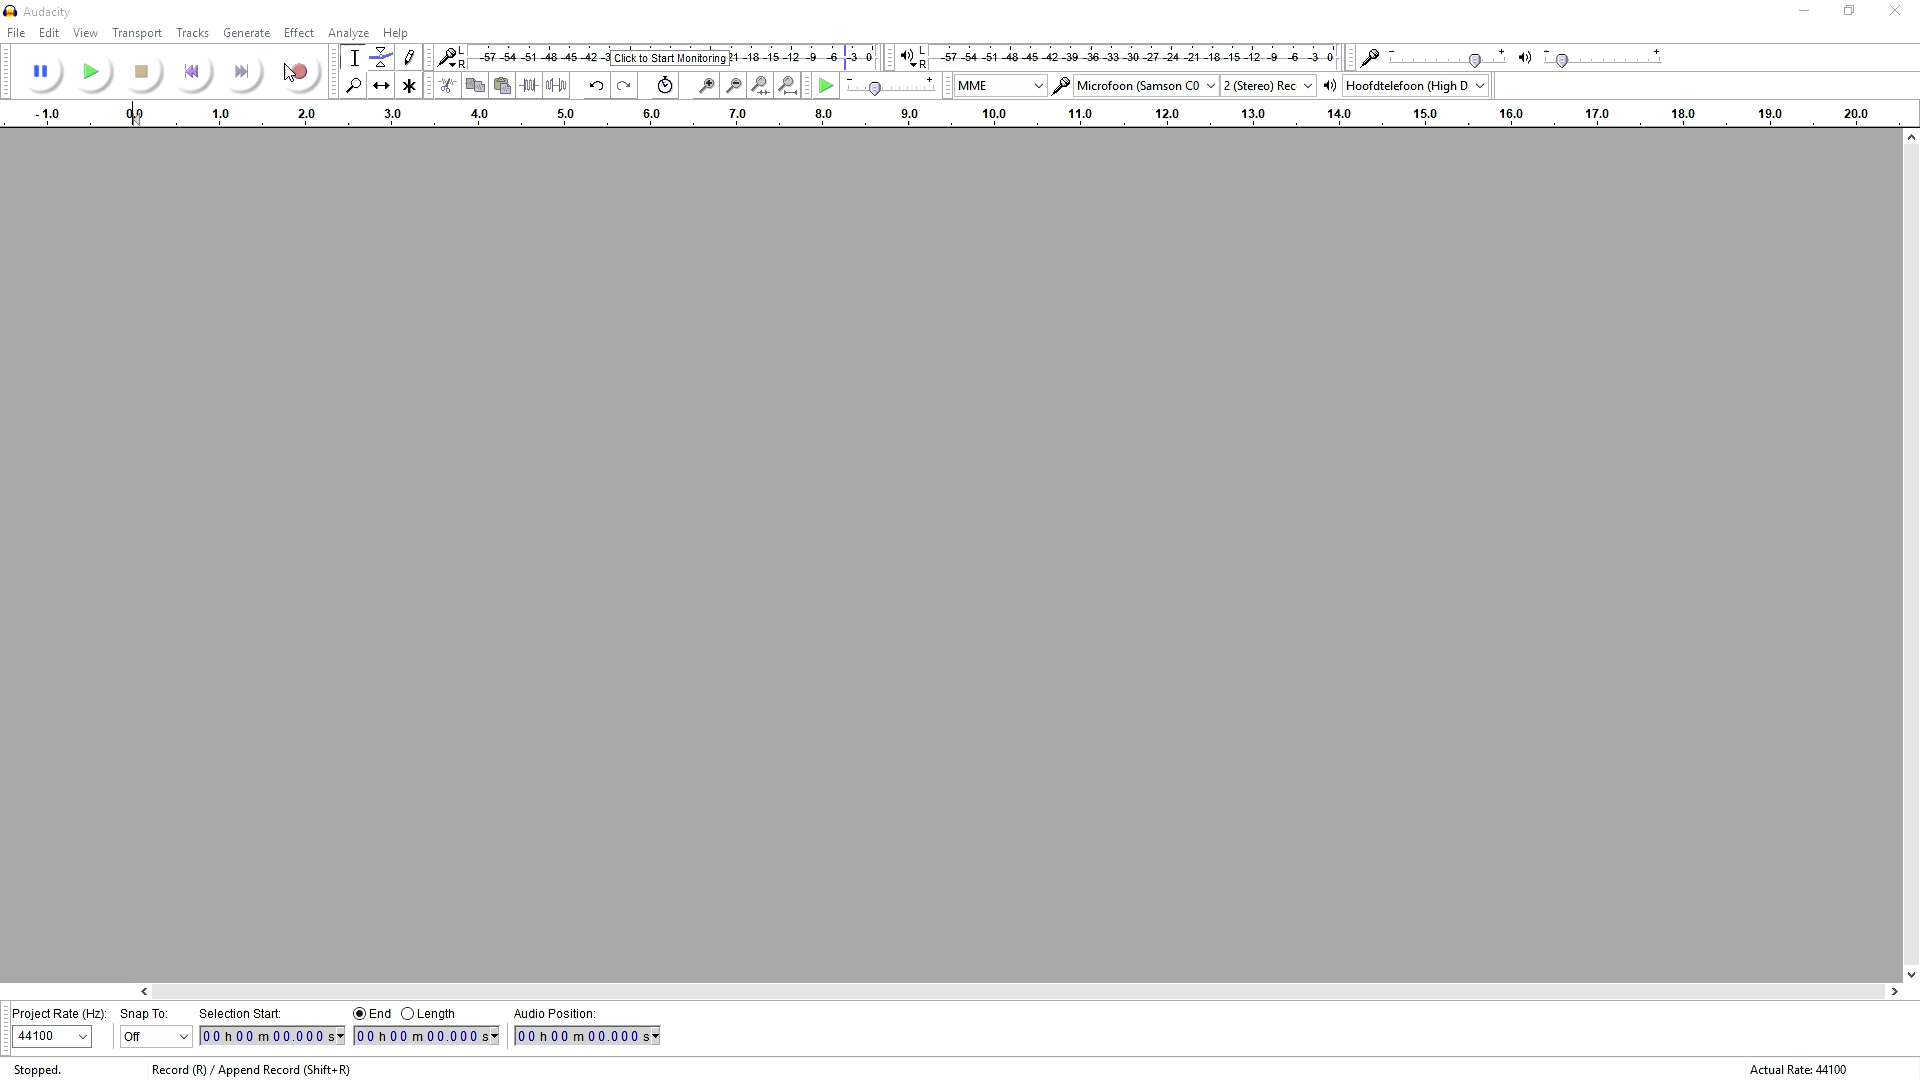 Audacity
File Edit View Transport Tracks Generate Effect Analyze Help
L R -57 -54 -51 -48 -45 -42 -3 Click to Start Monitoring 21 -18 -15 -12 -9 -6 -3 0 L R -57 -54 -51 -48 -45 -42 -39 -36 -33 -30 -27 -24 -21 -18 -15 -12 -9 -6 -3 0 - + - +
- + MME Microfoon (Samson C0 2 (Stereo) Rec Hoofdtelefoon (High D
-1.0 0.0 1.0 2.0 3.0 4.0 5.0 6.0 7.0 8.0 9.0 10.0 11.0 12.0 13.0 14.0 15.0 16.0 17.0 18.0 19.0 20.0
Project Rate (Hz): Snap To: Selection Start: End Length Audio Position:
44100 Off 00 h 00 m 00.000 s 00 h 00 m 00.000 s 00 h 00 m 00.000 s
Stopped. Record (R) / Append Record (Shift+R) Actual Rate: 44100